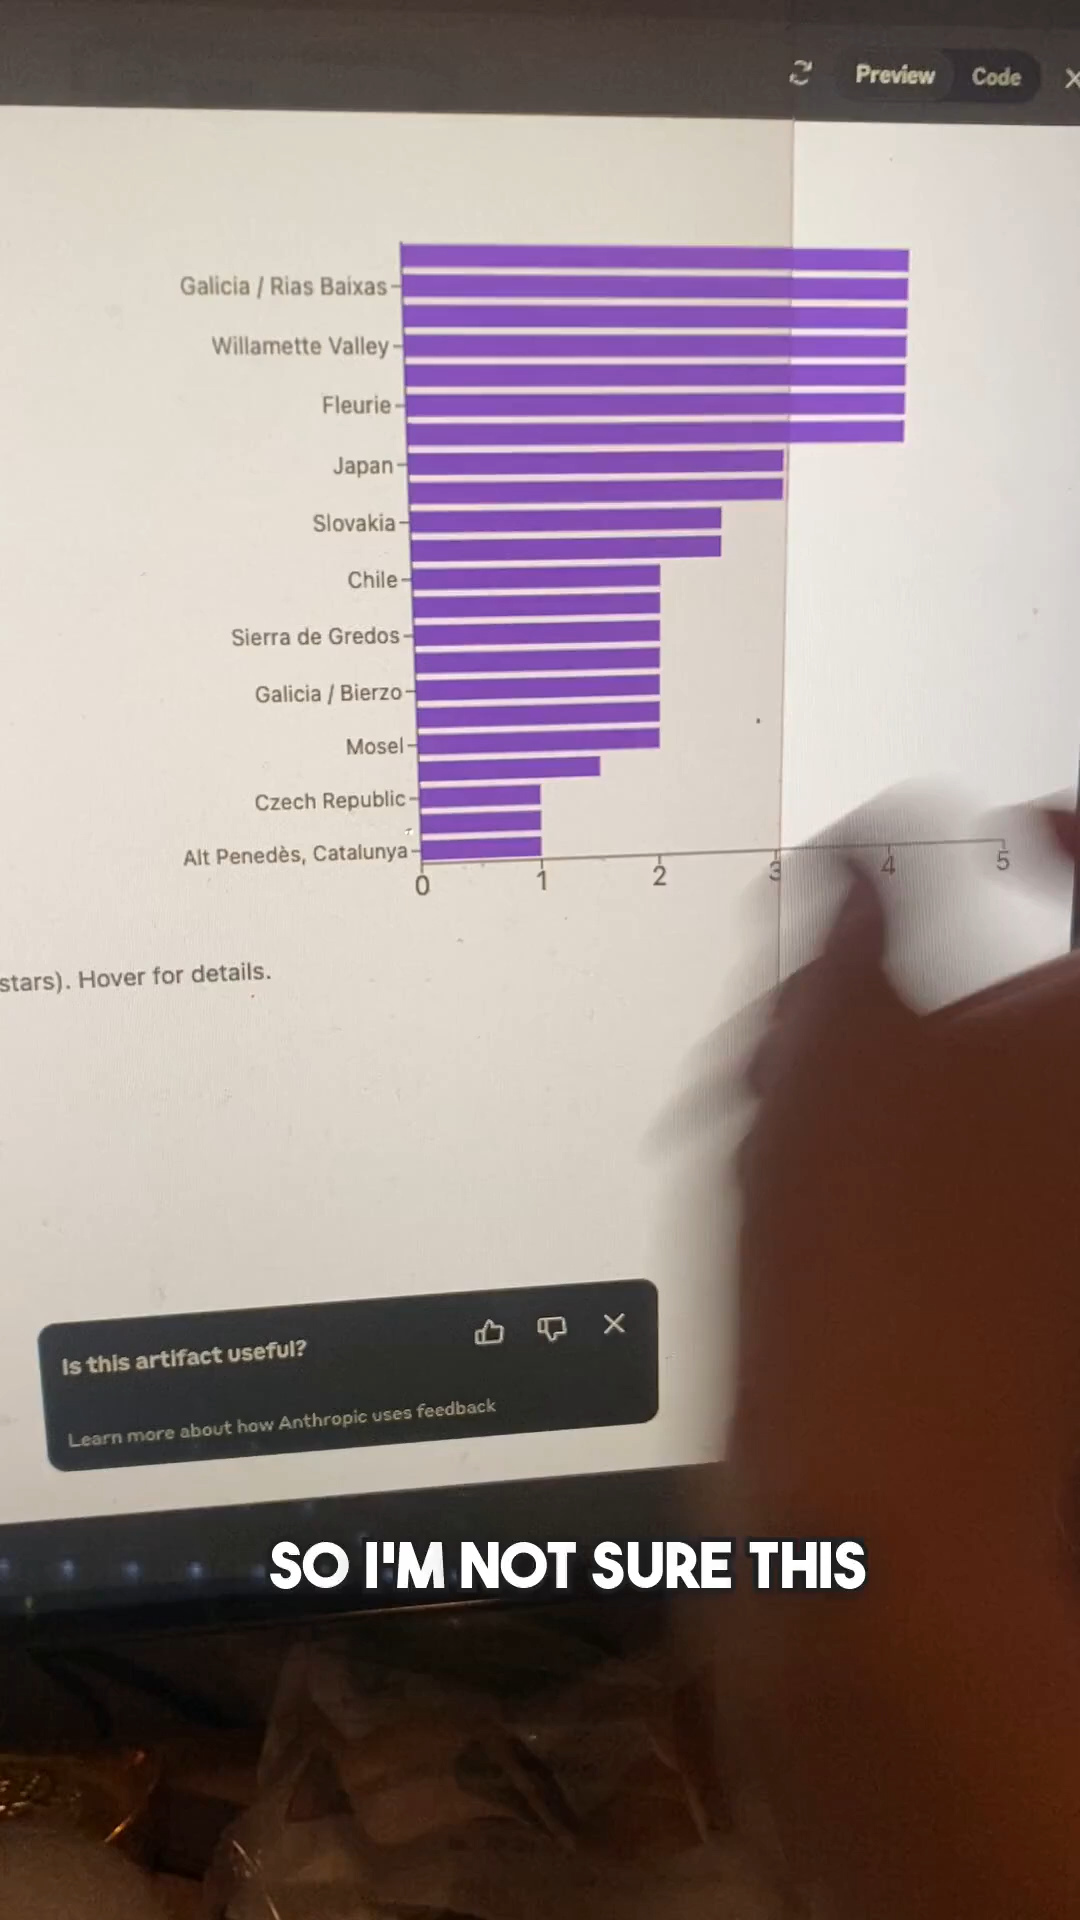 Preview Code
Galicia / Rias Baixas
Willamette Valley
Fleurie
Japan
Slovakia
Chile
Sierra de Gredos
Galicia / Bierzo
Mosel
Czech Republic
Alt Penedès, Catalunya
0 1 2 3 4 5
stars). Hover for details.
Is this artifact useful?
Learn more about how Anthropic uses feedback
SO I'M NOT SURE THIS